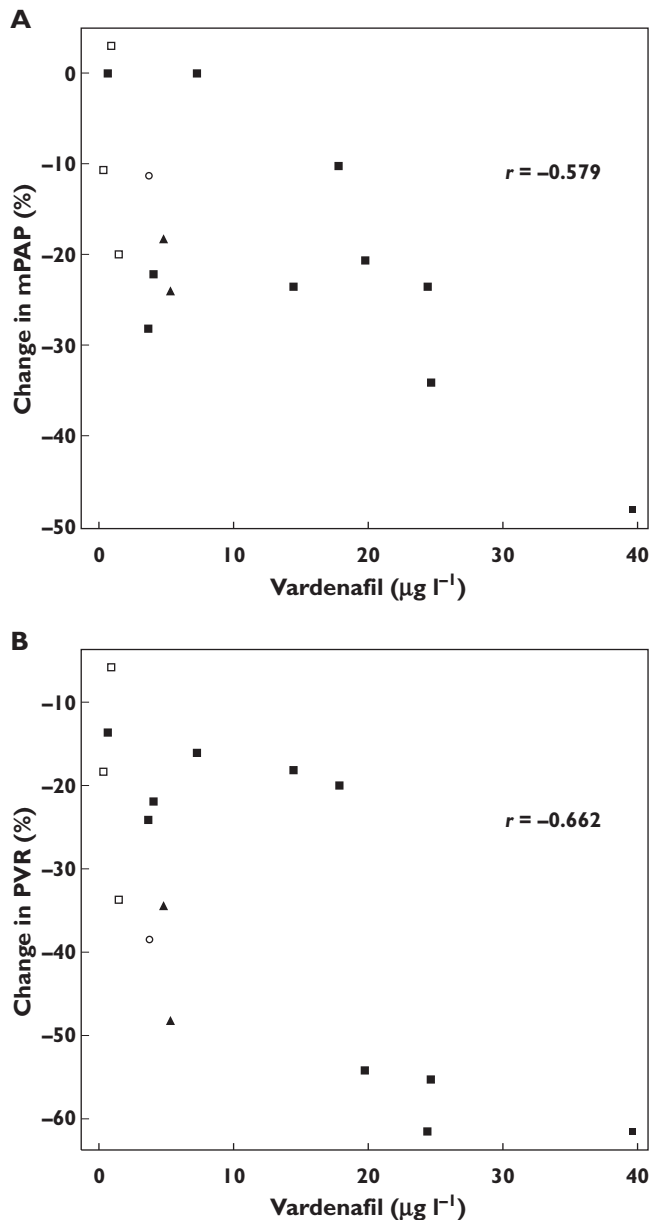 A
0
−10
r = −0.579
−20
−30
−40
−50
Change in mPAP (%)
0 10 20 30 40
Vardenafil (μg l⁻¹)
B
−10
−20
r = −0.662
−30
−40
−50
−60
Change in PVR (%)
0 10 20 30 40
Vardenafil (μg l⁻¹)